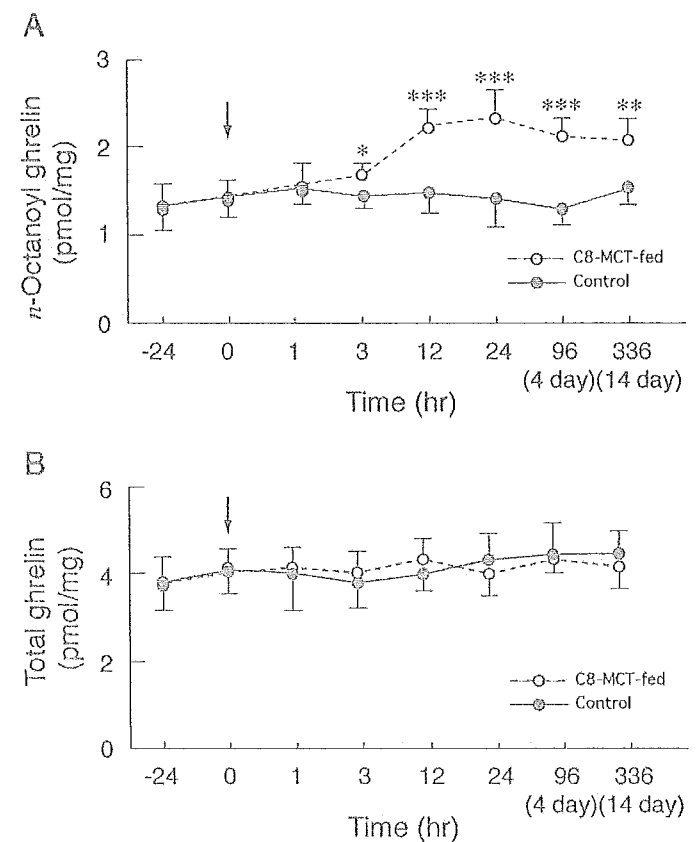 A
n-Octanoyl ghrelin
(pmol/mg)
3
2
1
0
*
***
***
***
**
C8-MCT-fed
Control
-24 0 1 3 12 24 96 336
(4 day)(14 day)
Time (hr)
B
Total ghrelin
(pmol/mg)
6
4
2
0
C8-MCT-fed
Control
-24 0 1 3 12 24 96 336
(4 day)(14 day)
Time (hr)